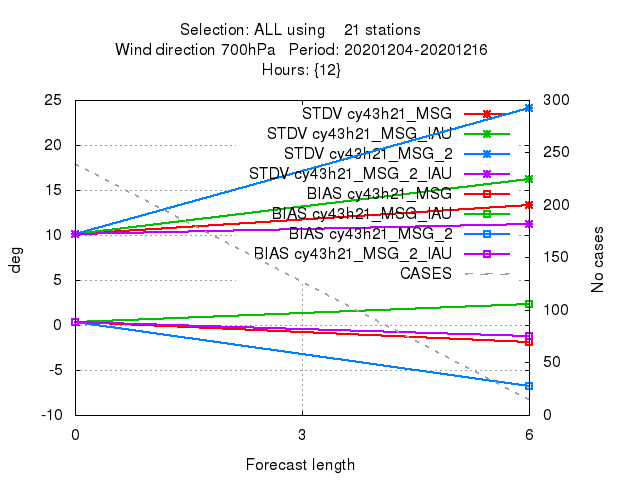 Selection: ALL using 21 stations
Wind direction 700hPa Period: 20201204-20201216
Hours: {12}
25
20
15
10
5
0
-5
-10
deg
300
250
200
150
100
50
0
No cases
STDV cy43h21_MSG
STDV cy43h21_MSG_IAU
STDV cy43h21_MSG_2
STDV cy43h21_MSG_2_IAU
BIAS cy43h21_MSG
BIAS cy43h21_MSG_IAU
BIAS cy43h21_MSG_2
BIAS cy43h21_MSG_2_IAU
CASES
0 3 6
Forecast length